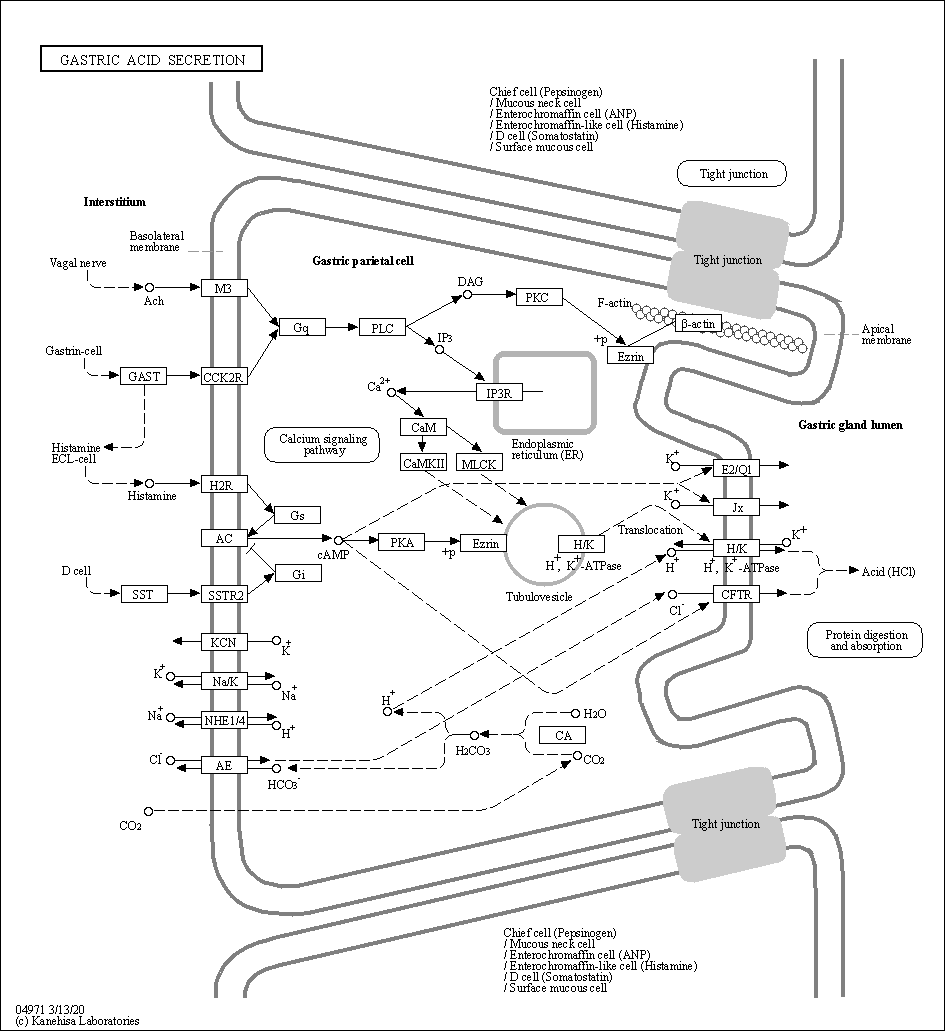 GASTRIC ACID SECRETION
Chief cell (Pepsinogen)
/ Mucous neck cell
/ Enterochromaffin cell (ANP)
/ Enterochromaffin-like cell (Histamine)
/ D cell (Somatostatin)
/ Surface mucous cell
Tight junction
Interstitium
Basolateral
membrane
Gastric parietal cell
Tight junction
Vagal nerve
Ach
M3
DAG
PKC
F-actin
β-actin
Gq
PLC
IP3
+p
Ezrin
Apical
membrane
Gastrin-cell
GAST
CCK2R
Ca2+
IP3R
CaM
Calcium signaling
pathway
Endoplasmic
reticulum (ER)
Gastric gland lumen
Histamine
ECL-cell
CaMKII
MLCK
K+
E2/Q1
Histamine
H2R
K+
Jx
Gs
AC
cAMP
PKA
+p
Ezrin
H/K
H+, K+-ATPase
Translocation
H+
H/K
H+, K+-ATPase
K+
Gi
Acid (HCl)
D cell
SST
SSTR2
Tubulovesicle
Cl-
CFTR
KCN
K+
Protein digestion
and absorption
K+
Na/K
Na+
Na+
NHE1/4
H+
H+
H2O
CA
H2CO3
CO2
Cl-
AE
HCO3-
CO2
Tight junction
Chief cell (Pepsinogen)
/ Mucous neck cell
/ Enterochromaffin cell (ANP)
/ Enterochromaffin-like cell (Histamine)
/ D cell (Somatostatin)
/ Surface mucous cell
04971 3/13/20
(c) Kanehisa Laboratories